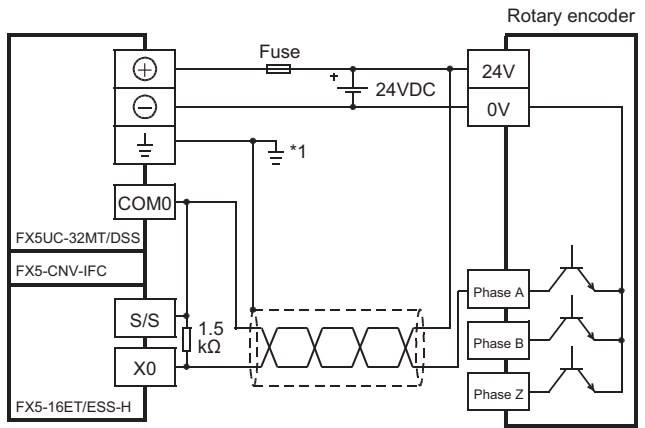 Rotary encoder
Fuse
+
24VDC
24V
0V
*1
COM0
FX5UC-32MT/DSS
FX5-CNV-IFC
S/S
1.5
kΩ
X0
FX5-16ET/ESS-H
Phase A
Phase B
Phase Z